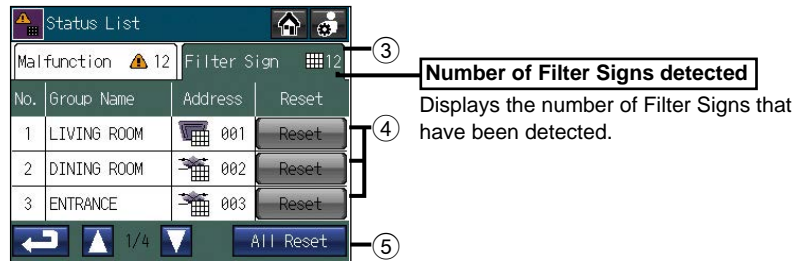 Status List
Malfunction 12 Filter Sign 12
③
Number of Filter Signs detected
Displays the number of Filter Signs that
have been detected.
No. Group Name Address Reset
1 LIVING ROOM 001 Reset
④
2 DINING ROOM 002 Reset
3 ENTRANCE 003 Reset
1/4 All Reset
⑤